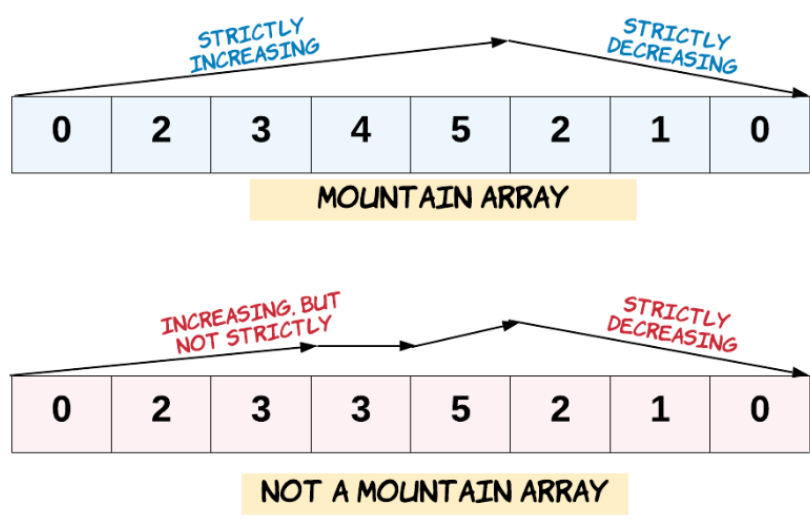 STRICTLY
INCREASING
STRICTLY
DECREASING
0 2 3 4 5 2 1 0
MOUNTAIN ARRAY
INCREASING, BUT
NOT STRICTLY
STRICTLY
DECREASING
0 2 3 3 5 2 1 0
NOT A MOUNTAIN ARRAY